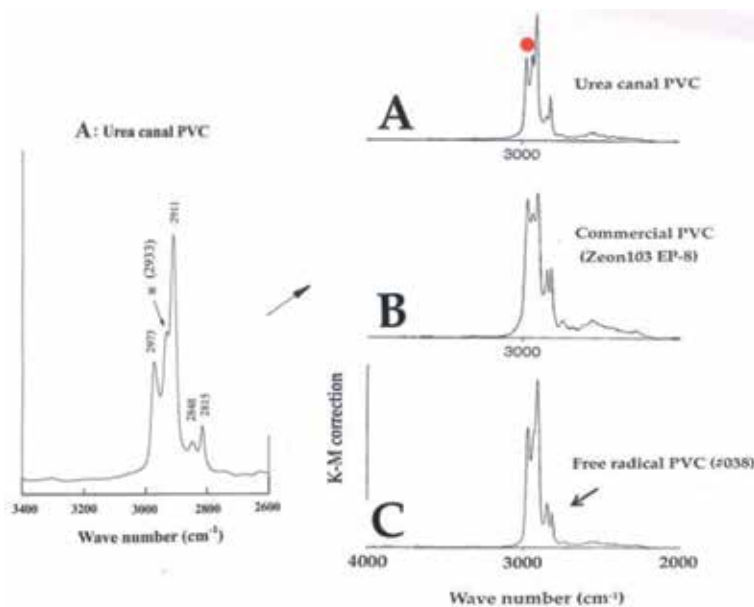 A: Urea canal PVC
2973
(2933)
2911
2848
2815
3400 3200 3000 2800 2600
Wave number (cm⁻¹)
A
Urea canal PVC
3000
B
Commercial PVC
(Zeon103 EP-8)
3000
K-M correction
C
Free radical PVC (#038)
4000 3000 2000
Wave number (cm⁻¹)